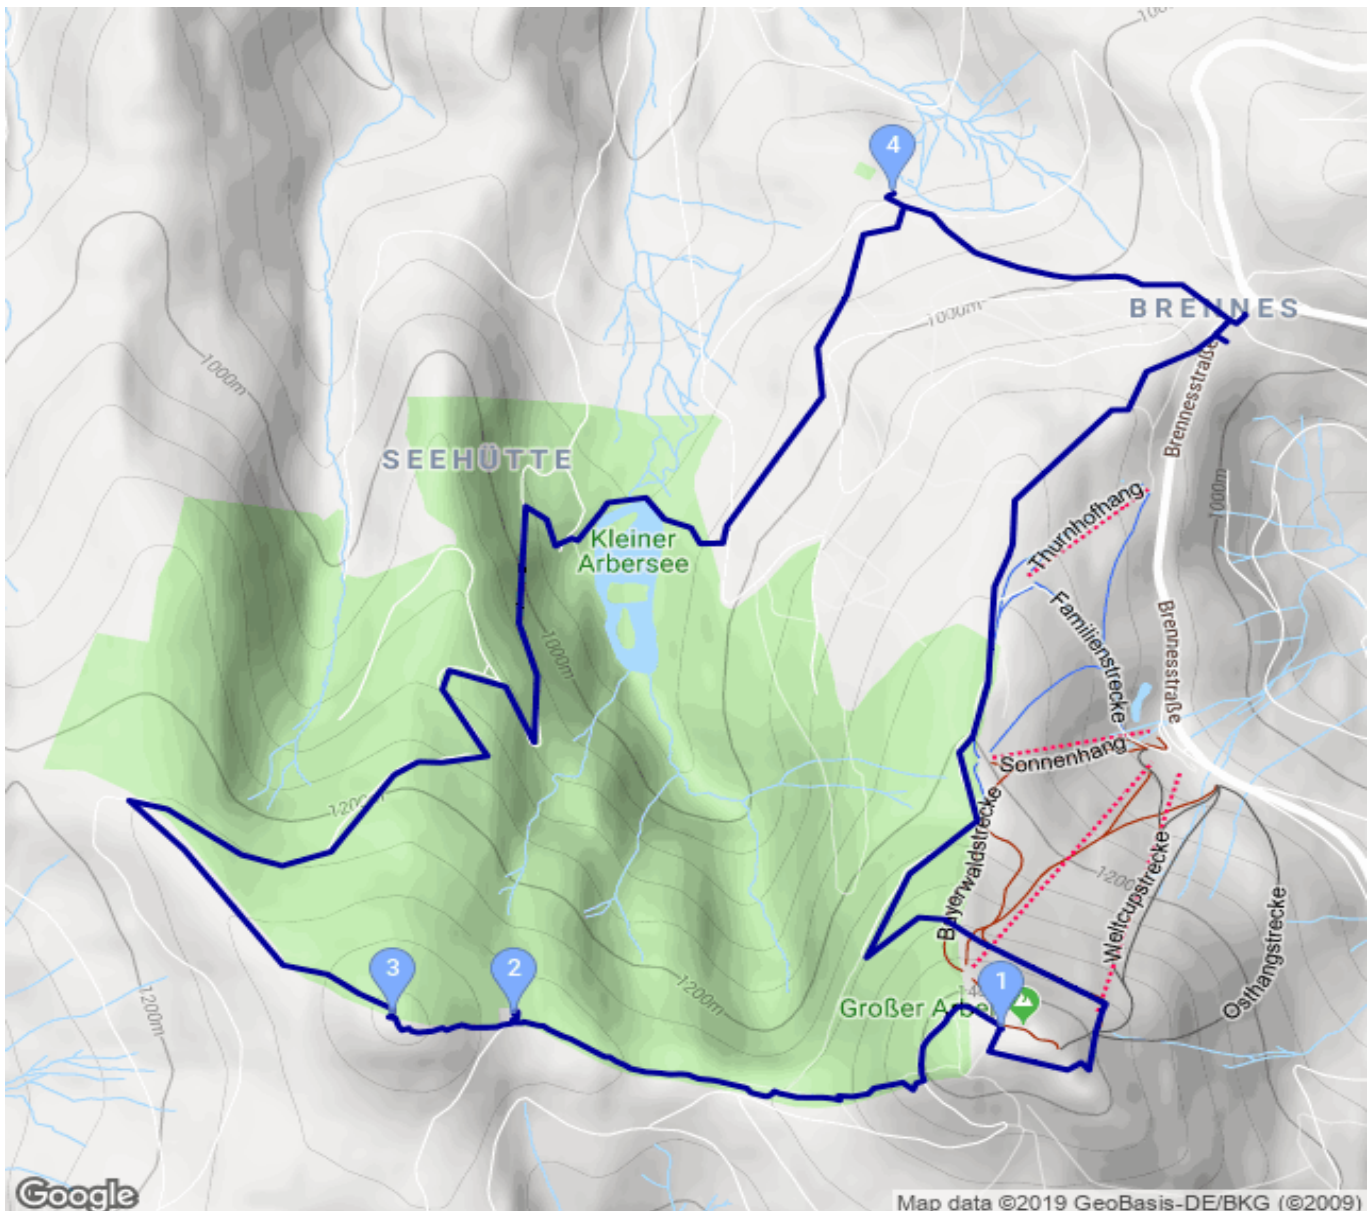 1000m
4
1000m
BRENNES
1000m
Brennesstraße
SEEHÜTTE
1000m
Thurnhofhang
Kleiner
Arbersee
Familienstrecke
1000m
Brennesstraße
Sonnenhang
1200m
Bayerwaldstrecke
1200m
Weltcupstrecke
Osthangstrecke
3
2
1
1200m
1200m
Großer Arber
Google
Map data ©2019 GeoBasis-DE/BKG (©2009)